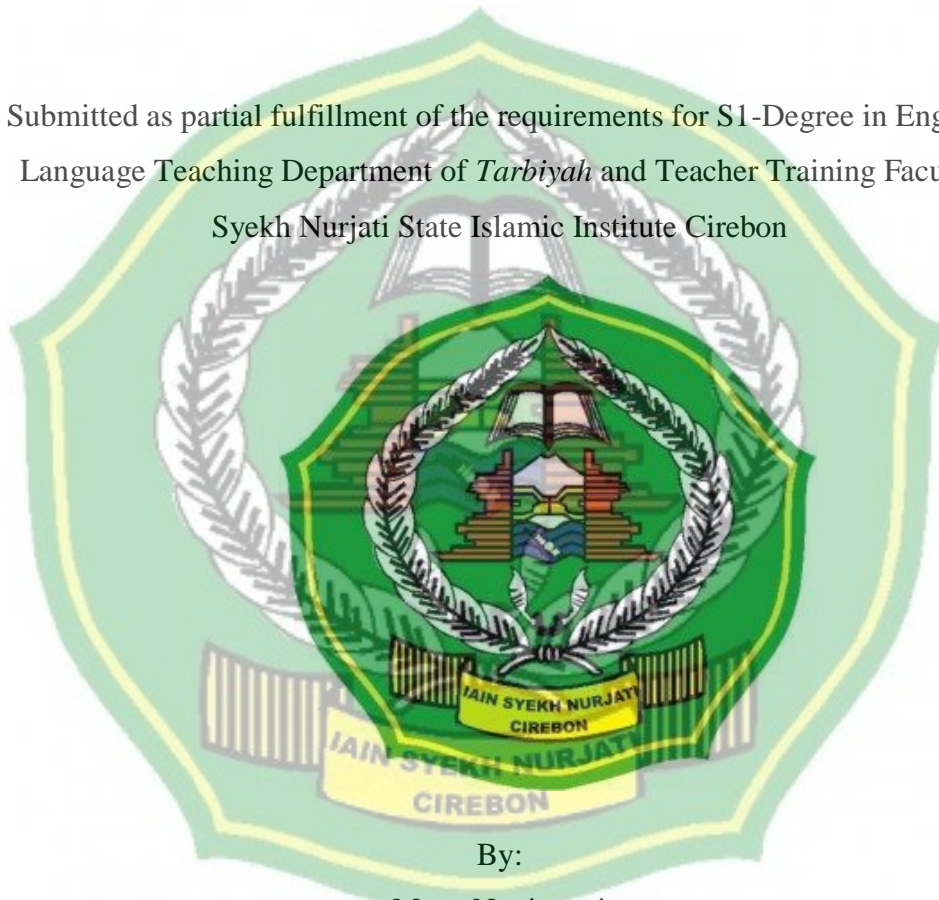 Submitted as partial fulfillment of the requirements for S1-Degree in Eng
Language Teaching Department of Tarbiyah and Teacher Training Facu
Syekh Nurjati State Islamic Institute Cirebon
IAIN SYEKH NURJATI
CIREBON
IAIN SYEKH NURJATI
CIREBON
By: